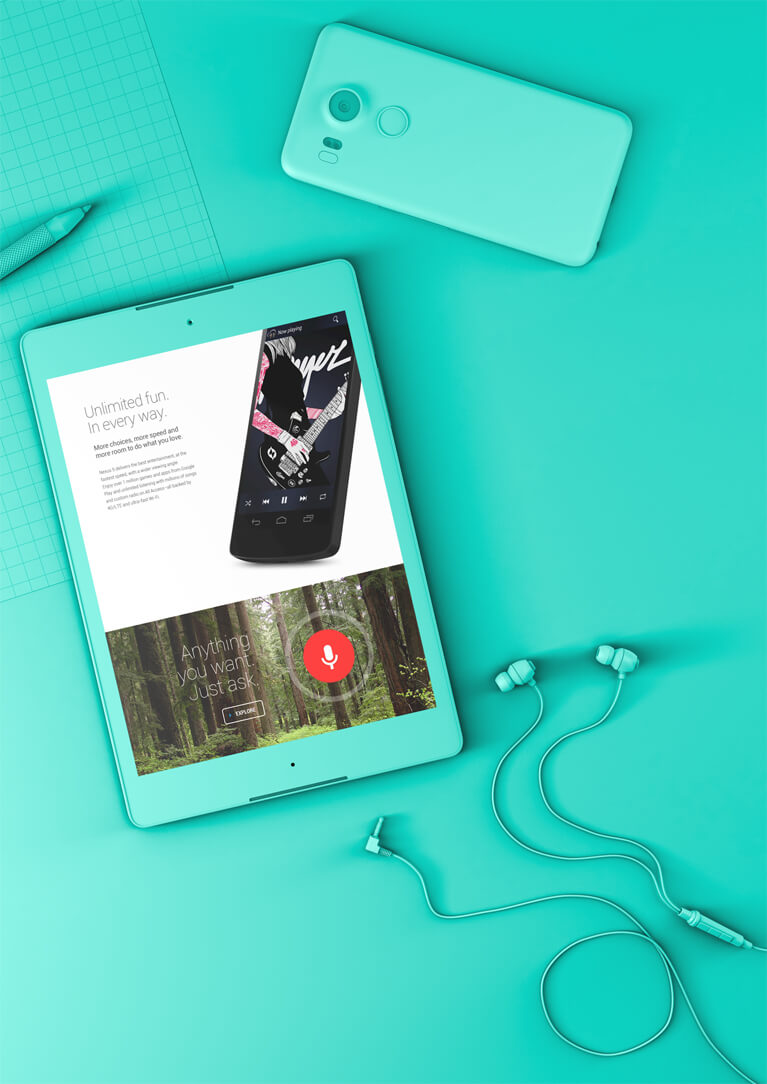 Now playing
Unlimited fun.
In every way.
More choices, more speed and
more room to do what you love
Nexus 5 delivers the best entertainment, at the
fastest speed, with a wider viewing angle.
Enjoy over 1 million games and apps from Google
Play and unlimited listening with millions of songs
and custom radio on All Access–all backed by
4G/LTE and ultra-fast Wi-Fi.
Anything
you want.
Just ask.
EXPLORE